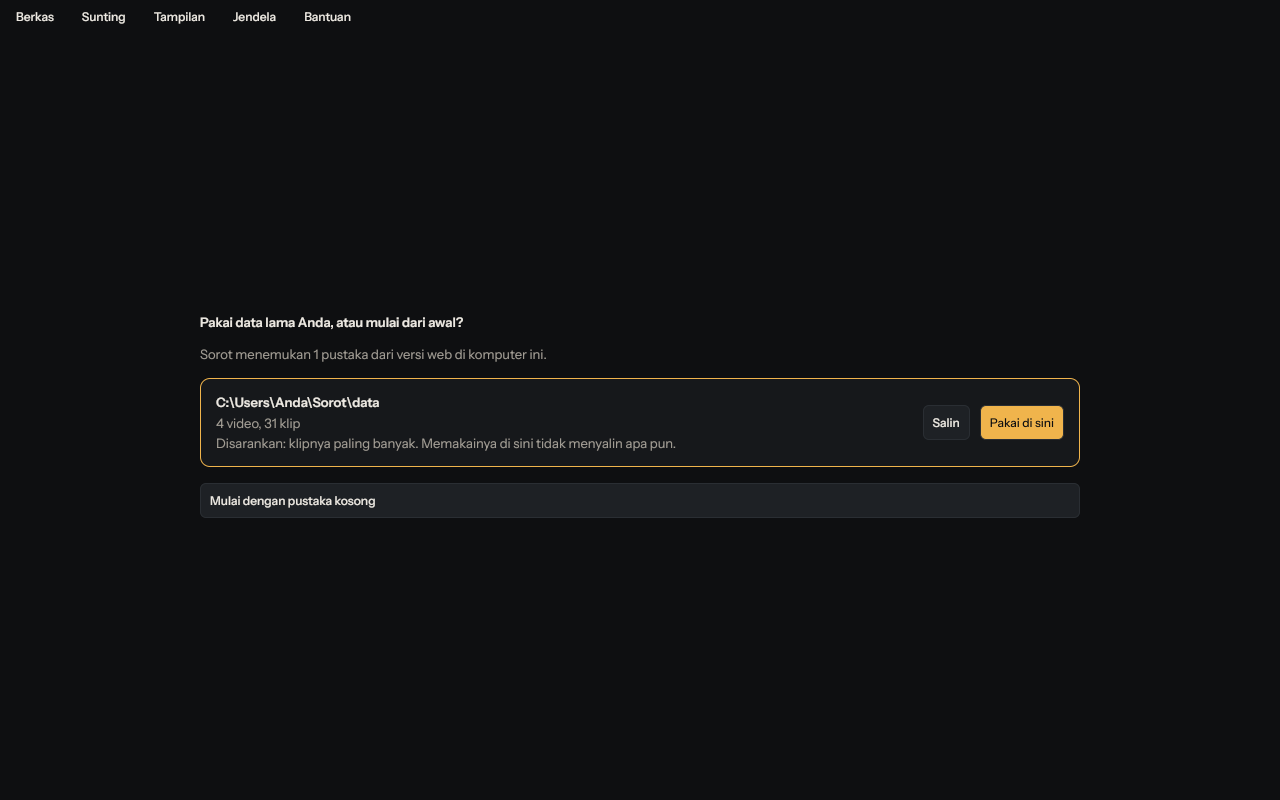 Berkas Sunting Tampilan Jendela Bantuan
Pakai data lama Anda, atau mulai dari awal?
Sorot menemukan 1 pustaka dari versi web di komputer ini.
C:\Users\Anda\Sorot\data
4 video, 31 klip
Disarankan: klipnya paling banyak. Memakainya di sini tidak menyalin apa pun.
Salin Pakai di sini
Mulai dengan pustaka kosong